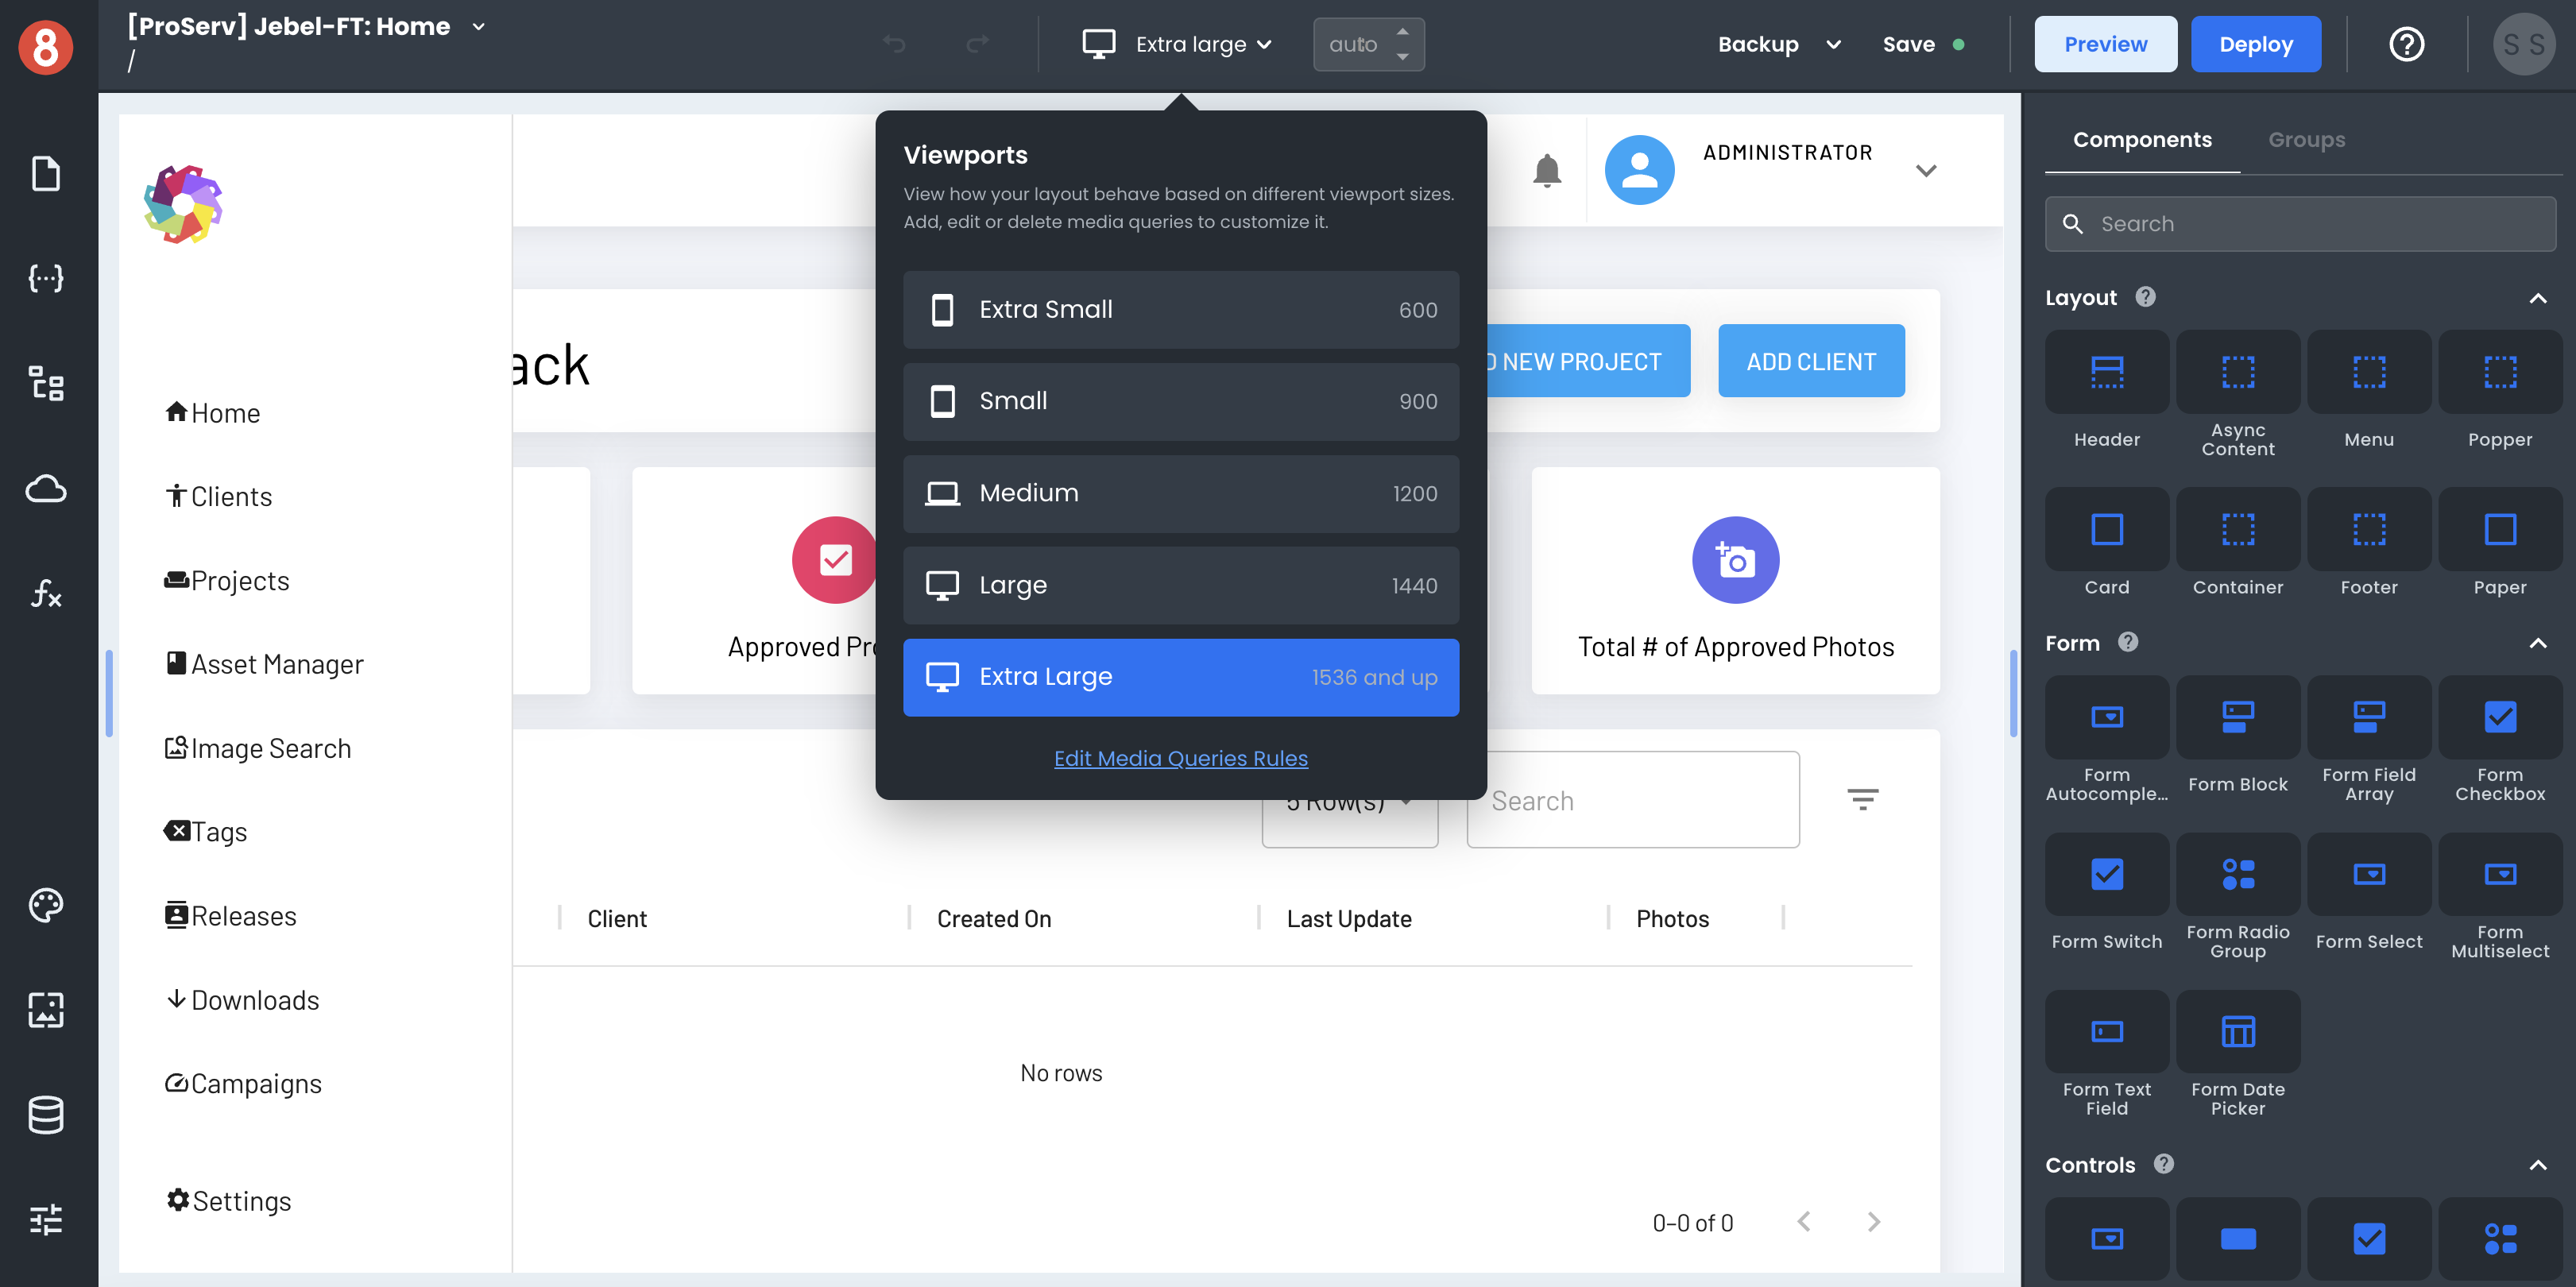 8
[ProServ] Jebel-FT: Home
/
Extra large
auto
Backup
Save
Preview
Deploy
?
S S
Viewports
View how your layout behave based on different viewport sizes.
Add, edit or delete media queries to customize it.
Extra Small 600
Small 900
Medium 1200
Large 1440
Extra Large 1536 and up
Edit Media Queries Rules
ADMINISTRATOR
NEW PROJECT
ADD CLIENT
ack
Home
Clients
Projects
Asset Manager
Image Search
Tags
Releases
Downloads
Campaigns
Settings
Approved Pro
Total # of Approved Photos
5 Row(s)
Search
Client
Created On
Last Update
Photos
No rows
0-0 of 0
Components
Groups
Search
Layout ?
Header
Async
Content
Menu
Popper
Card
Container
Footer
Paper
Form ?
Form
Autocomple...
Form Block
Form Field
Array
Form
Checkbox
Form Switch
Form Radio
Group
Form Select
Form
Multiselect
Form Text
Field
Form Date
Picker
Controls ?